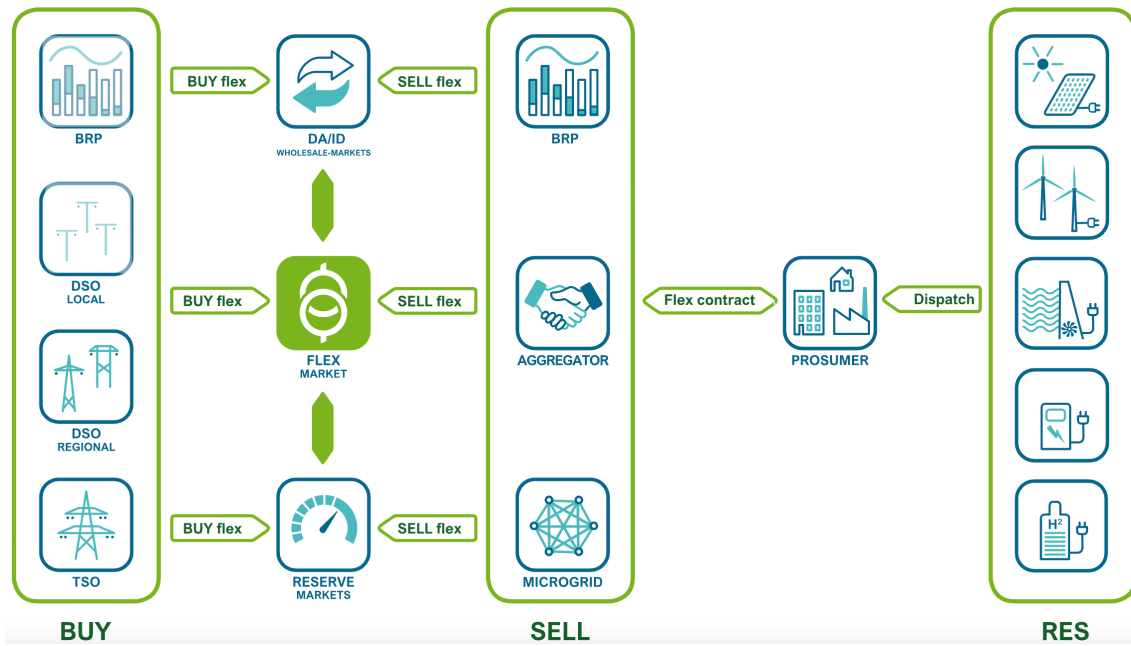 BRP
BUY flex
DA/ID
WHOLESALE-MARKETS
SELL flex
BRP
DSO
LOCAL
BUY flex
FLEX
MARKET
SELL flex
AGGREGATOR
Flex contract
PROSUMER
Dispatch
DSO
REGIONAL
TSO
BUY flex
RESERVE
MARKETS
SELL flex
MICROGRID
H²
BUY
SELL
RES